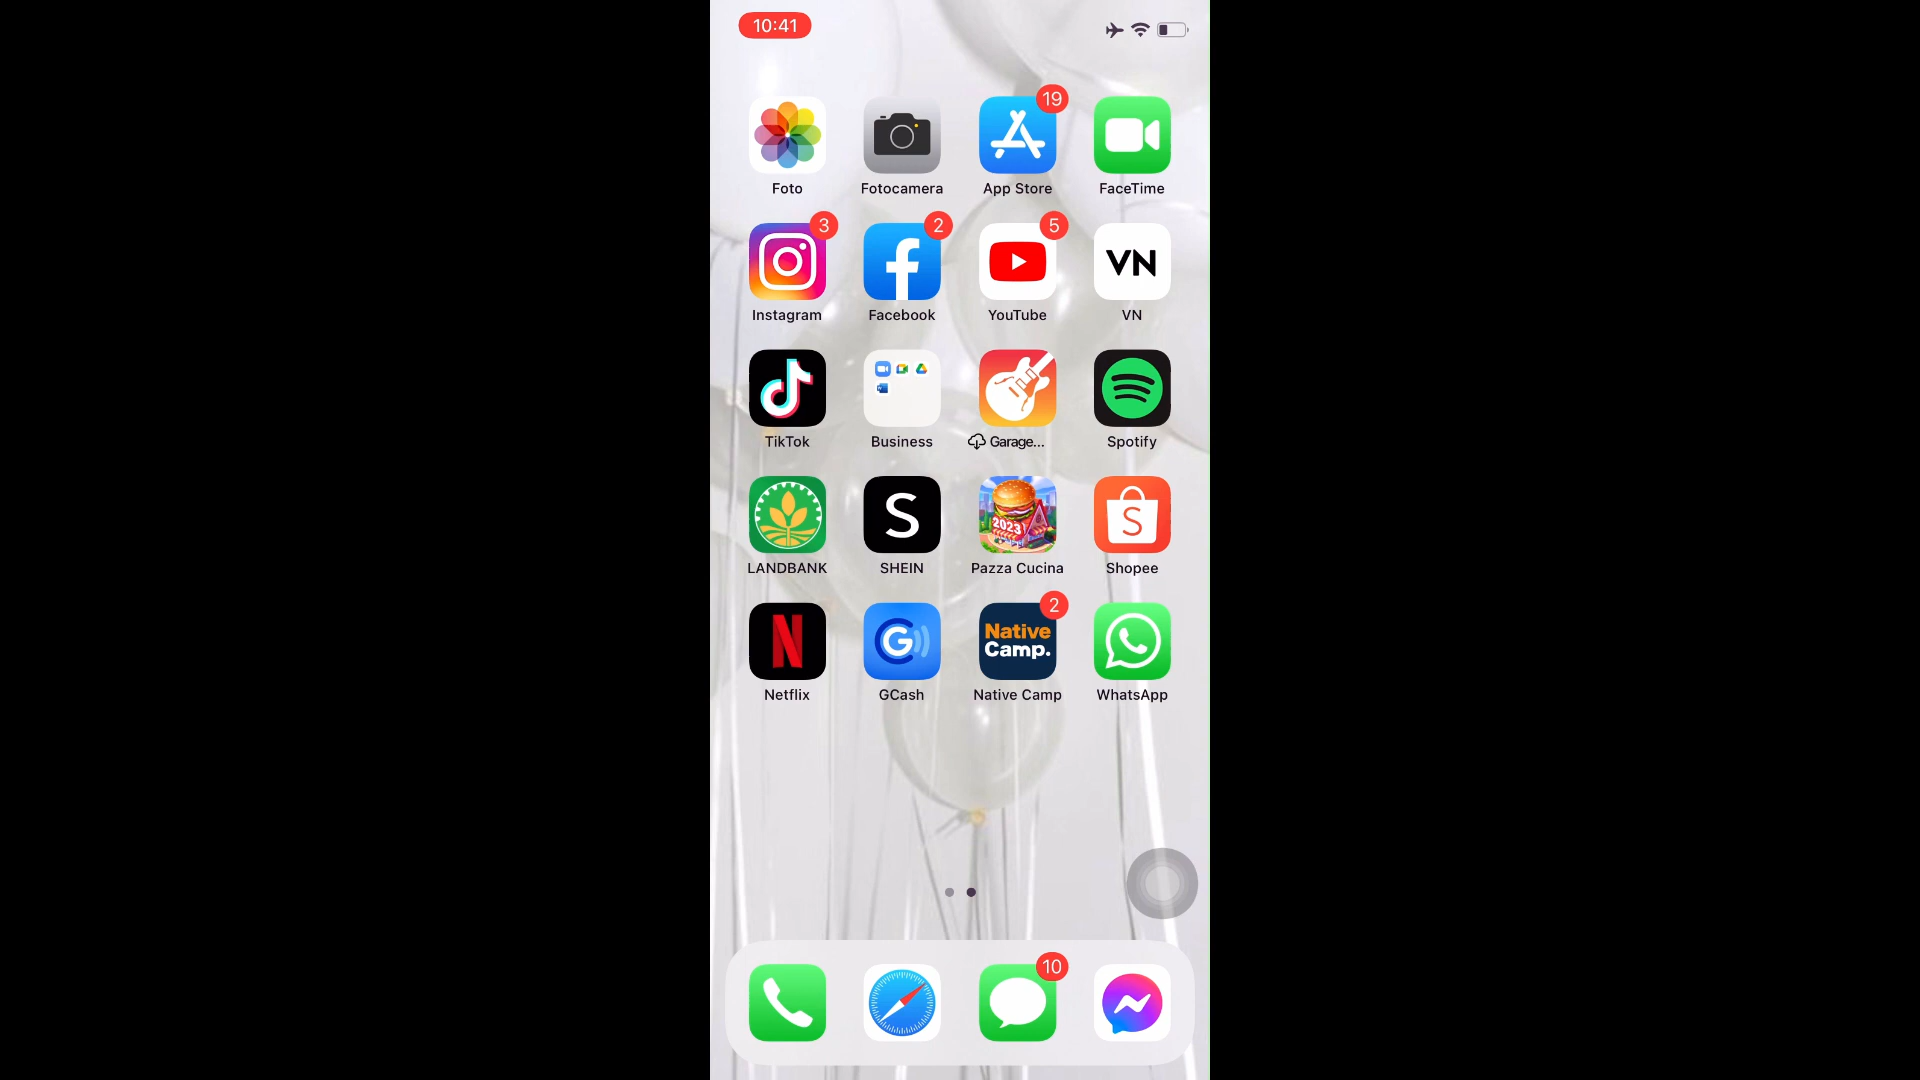 10:41
19
Foto
Fotocamera
App Store
FaceTime
3
2
5
VN
Instagram
Facebook
YouTube
VN
TikTok
Business
Garage...
Spotify
S
2023
S
LANDBANK
SHEIN
Pazza Cucina
Shopee
2
N
G
Native
Camp.
Netflix
GCash
Native Camp
WhatsApp
10